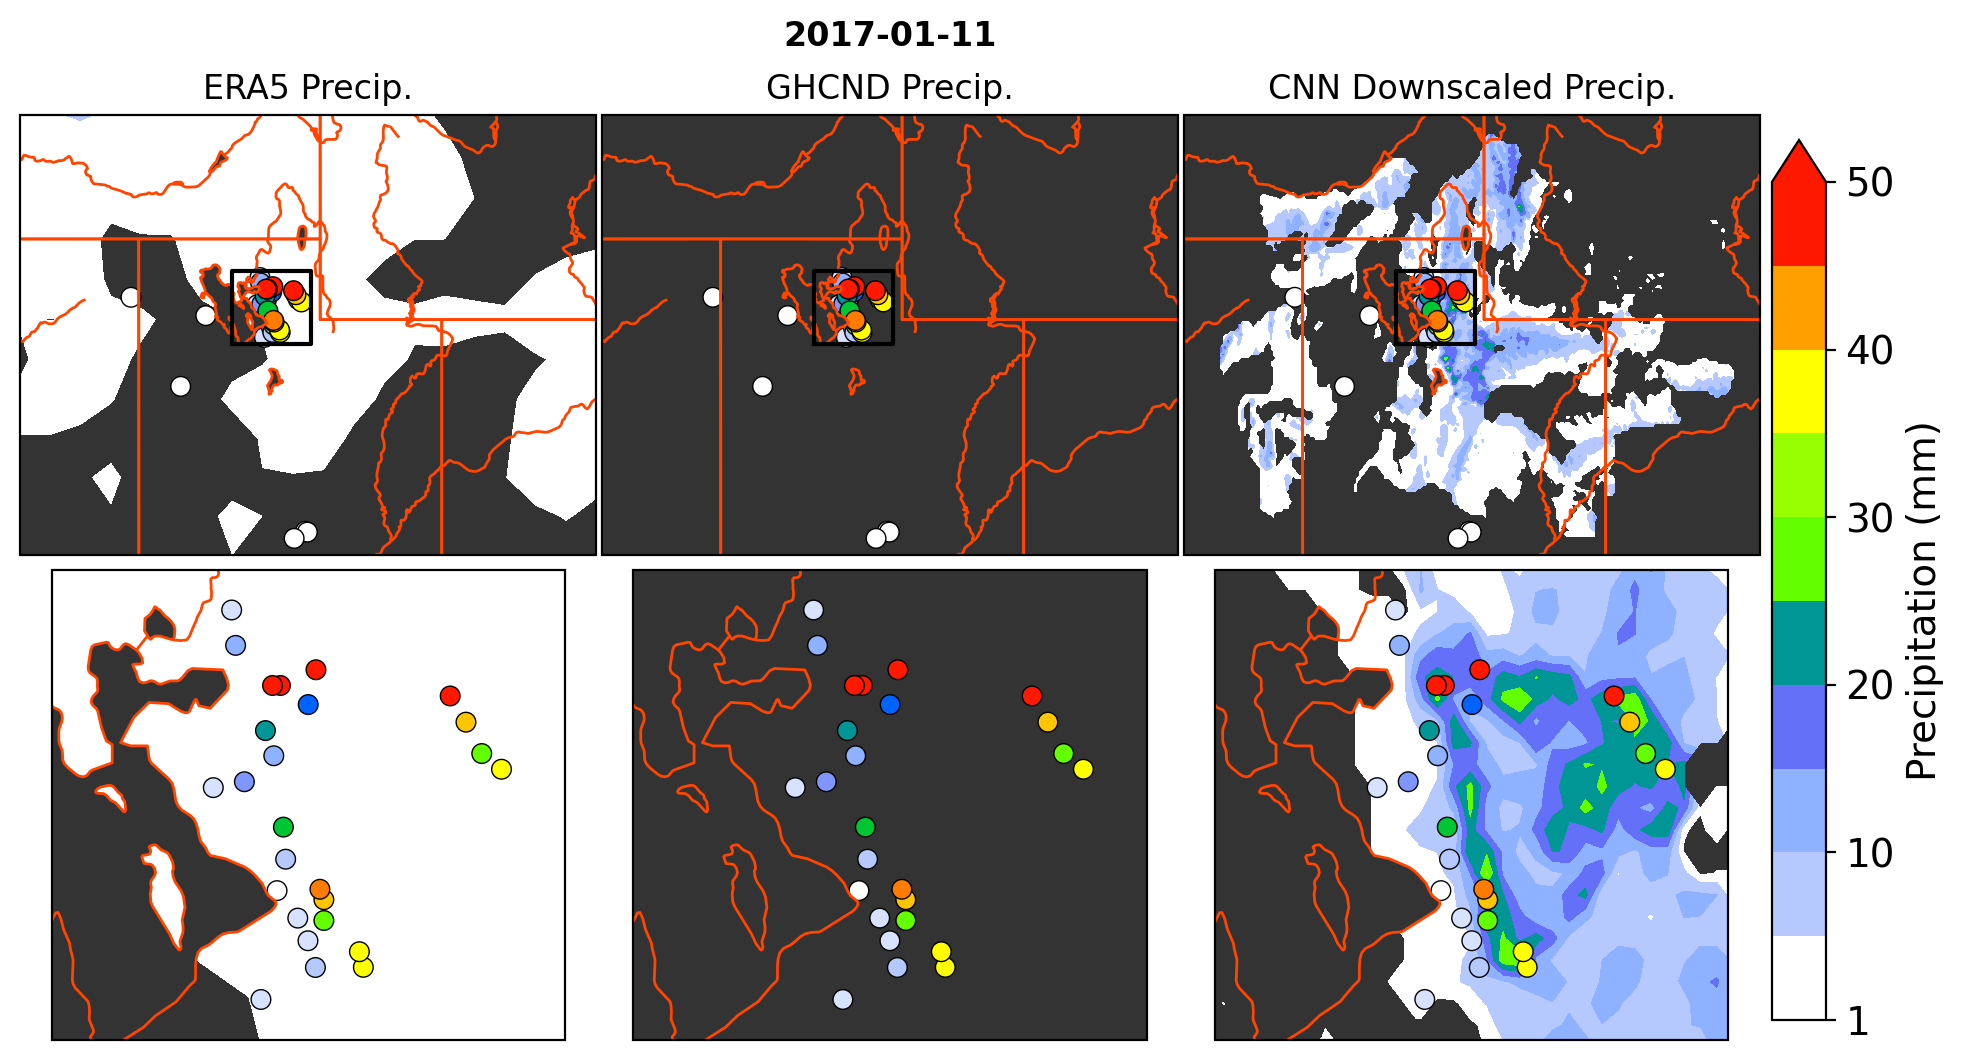 2017-01-11
ERA5 Precip.
GHCND Precip.
CNN Downscaled Precip.
50
40
30
20
10
1
Precipitation (mm)